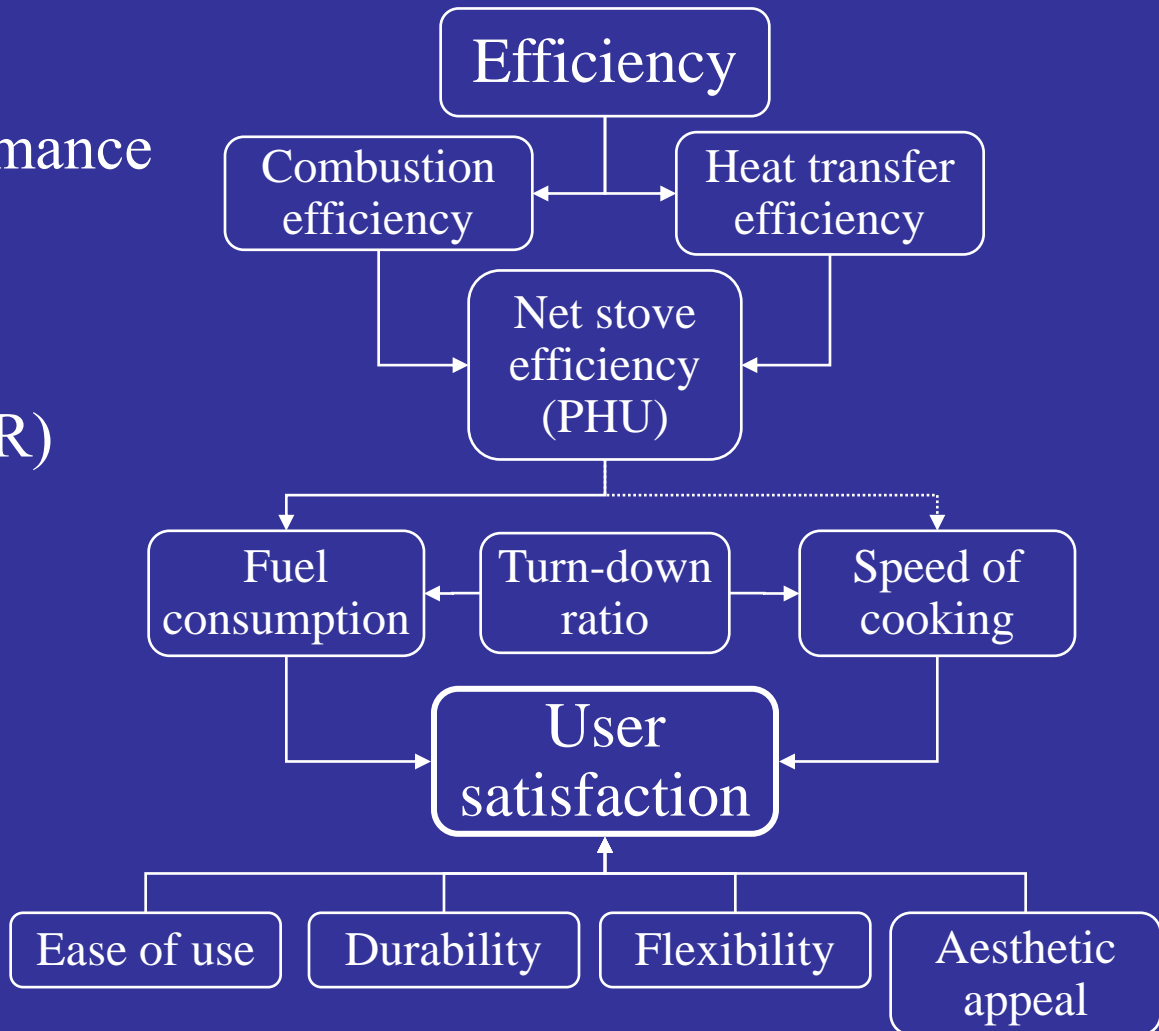 Efficiency
mance
Combustion
efficiency
Heat transfer
efficiency
Net stove
efficiency
(PHU)
R)
Fuel
consumption
Turn-down
ratio
Speed of
cooking
User
satisfaction
Ease of use
Durability
Flexibility
Aesthetic
appeal